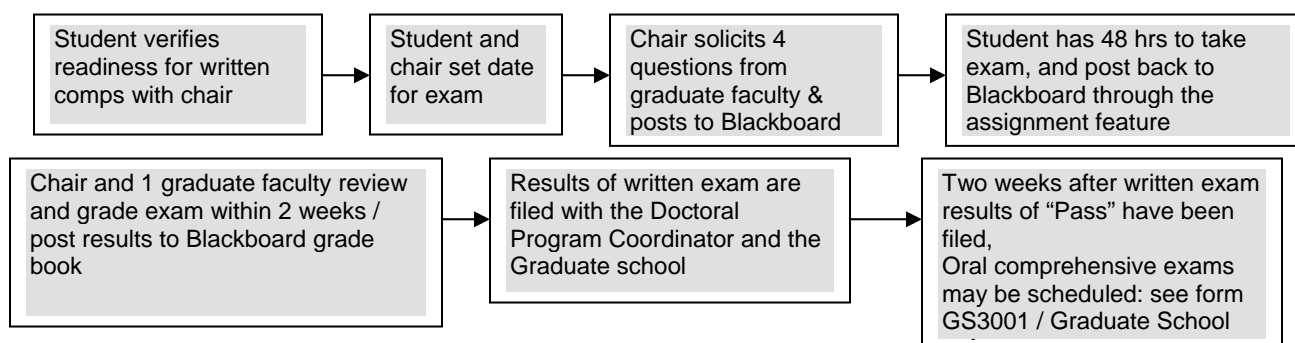 Student verifies
readiness for written
comps with chair
Student and
chair set date
for exam
Chair solicits 4
questions from
graduate faculty &
posts to Blackboard
Student has 48 hrs to take
exam, and post back to
Blackboard through the
assignment feature
Chair and 1 graduate faculty review
and grade exam within 2 weeks /
post results to Blackboard grade
book
Results of written exam are
filed with the Doctoral
Program Coordinator and the
Graduate school
Two weeks after written exam
results of “Pass” have been
filed,
Oral comprehensive exams
may be scheduled: see form
GS3001 / Graduate School